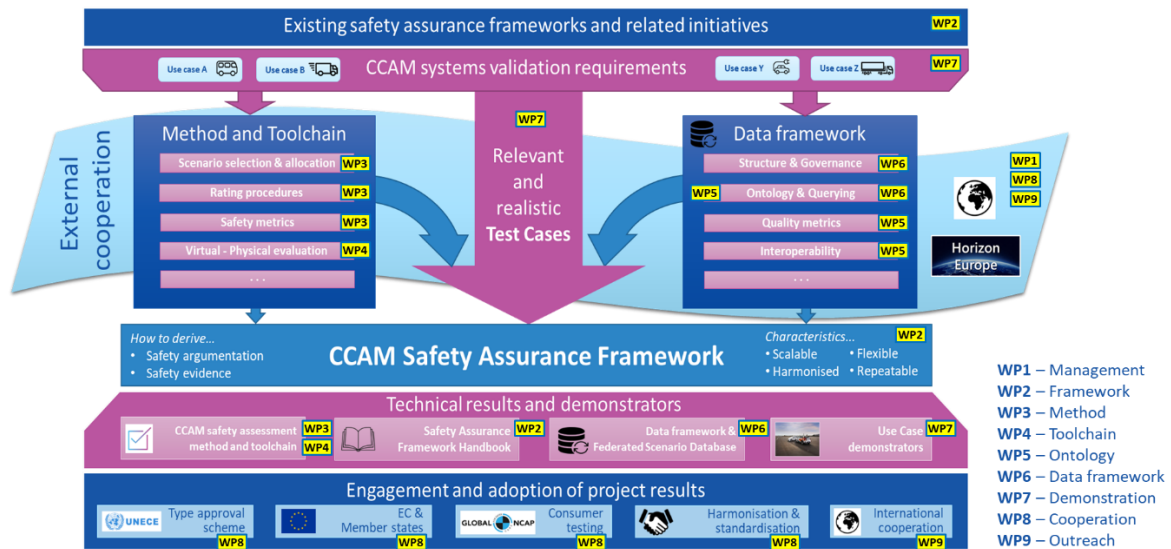 Existing safety assurance frameworks and related initiatives
WP2
Use case A
Use case B
CCAM systems validation requirements
Use case Y
Use case Z
WP7
External
cooperation
Method and Toolchain
Scenario selection & allocation
WP3
Rating procedures
WP3
Safety metrics
WP3
Virtual - Physical evaluation
WP4
...
WP7
Relevant
and
realistic
Test Cases
Data framework
Structure & Governance
WP6
WP5
Ontology & Querying
WP6
Quality metrics
WP5
Interoperability
WP5
...
WP1
WP8
WP9
Horizon
Europe
How to derive...
• Safety argumentation
• Safety evidence
CCAM Safety Assurance Framework
Characteristics...
WP2
• Scalable
• Flexible
• Harmonised
• Repeatable
Technical results and demonstrators
CCAM safety assessment
method and toolchain
WP3
WP4
Safety Assurance
Framework Handbook
WP2
Data framework &
Federated Scenario Database
WP6
Use Case
demonstrators
WP7
Engagement and adoption of project results
UNECE
Type approval
scheme
WP8
EC &
Member states
WP8
GLOBAL NCAP
Consumer
testing
WP8
Harmonisation &
standardisation
WP8
International
cooperation
WP9
WP1 – Management
WP2 – Framework
WP3 – Method
WP4 – Toolchain
WP5 – Ontology
WP6 – Data framework
WP7 – Demonstration
WP8 – Cooperation
WP9 – Outreach